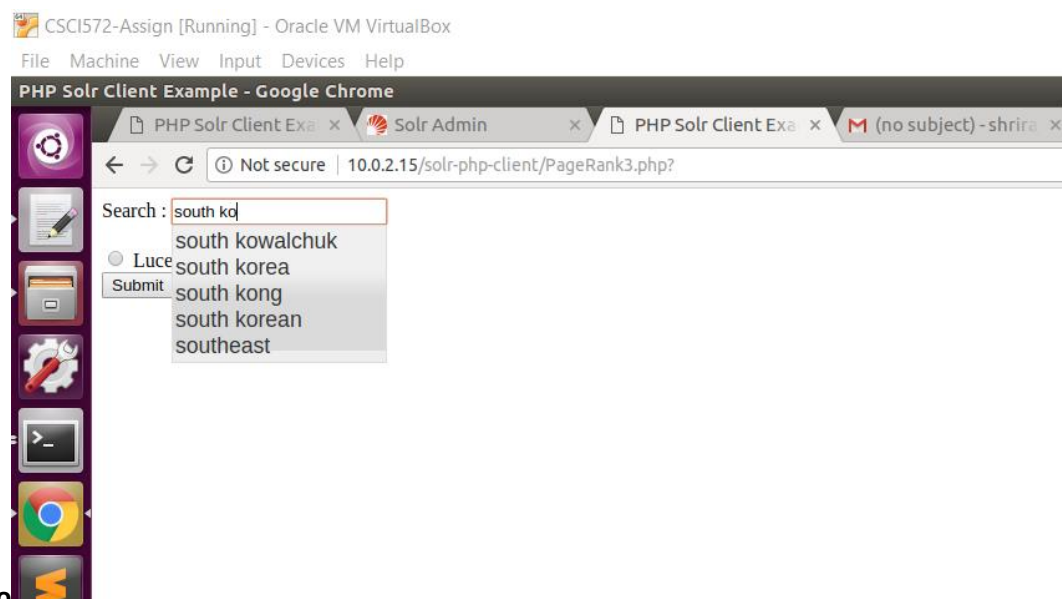 CSCI572-Assign [Running] - Oracle VM VirtualBox
File Machine View Input Devices Help
PHP Solr Client Example - Google Chrome
PHP Solr Client Exa × Solr Admin × PHP Solr Client Exa × (no subject) - shrira ×
Not secure | 10.0.2.15/solr-php-client/PageRank3.php?
Search : south ko
south kowalchuk
Luce
south korea
Submit
south kong
south korean
southeast